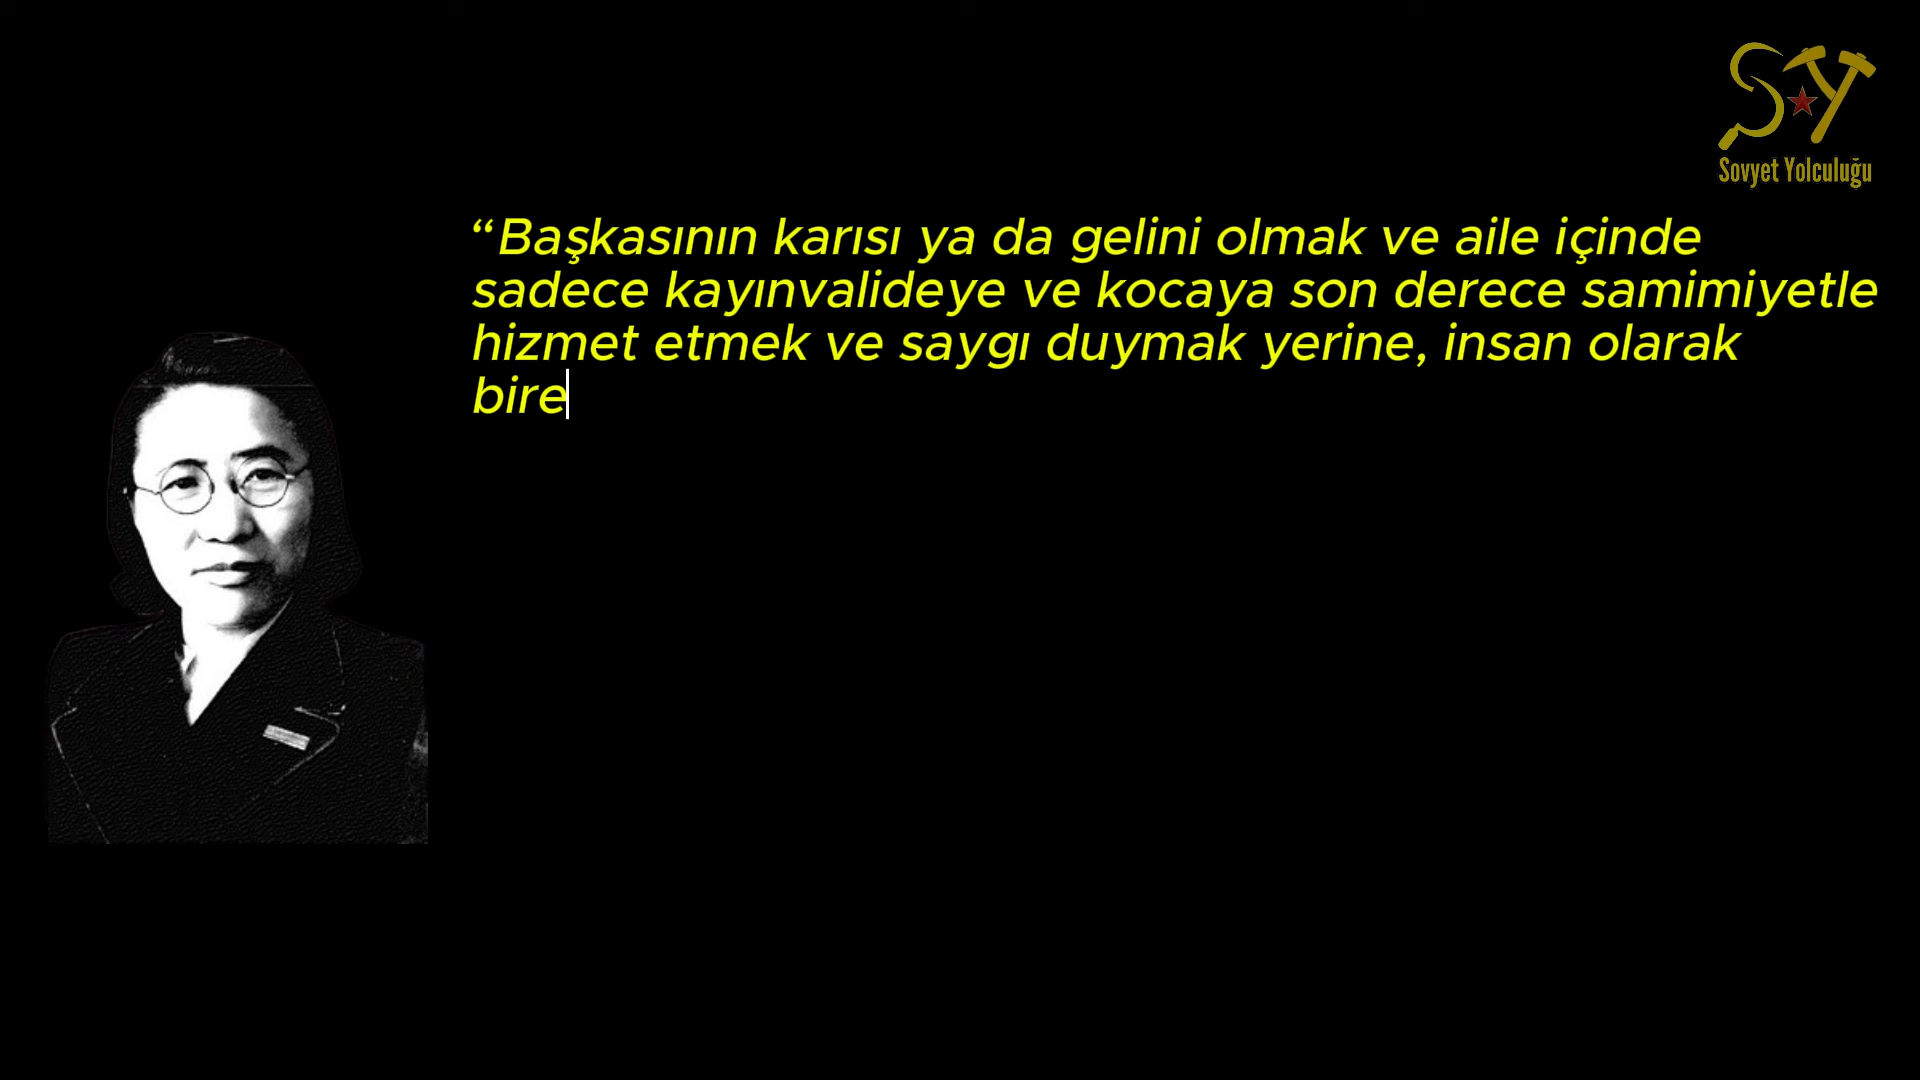 SY
Sovyet Yolculuğu
“Başkasının karısı ya da gelini olmak ve aile içinde
sadece kayınvalideye ve kocaya son derece samimiyetle
hizmet etmek ve saygı duymak yerine, insan olarak
bire